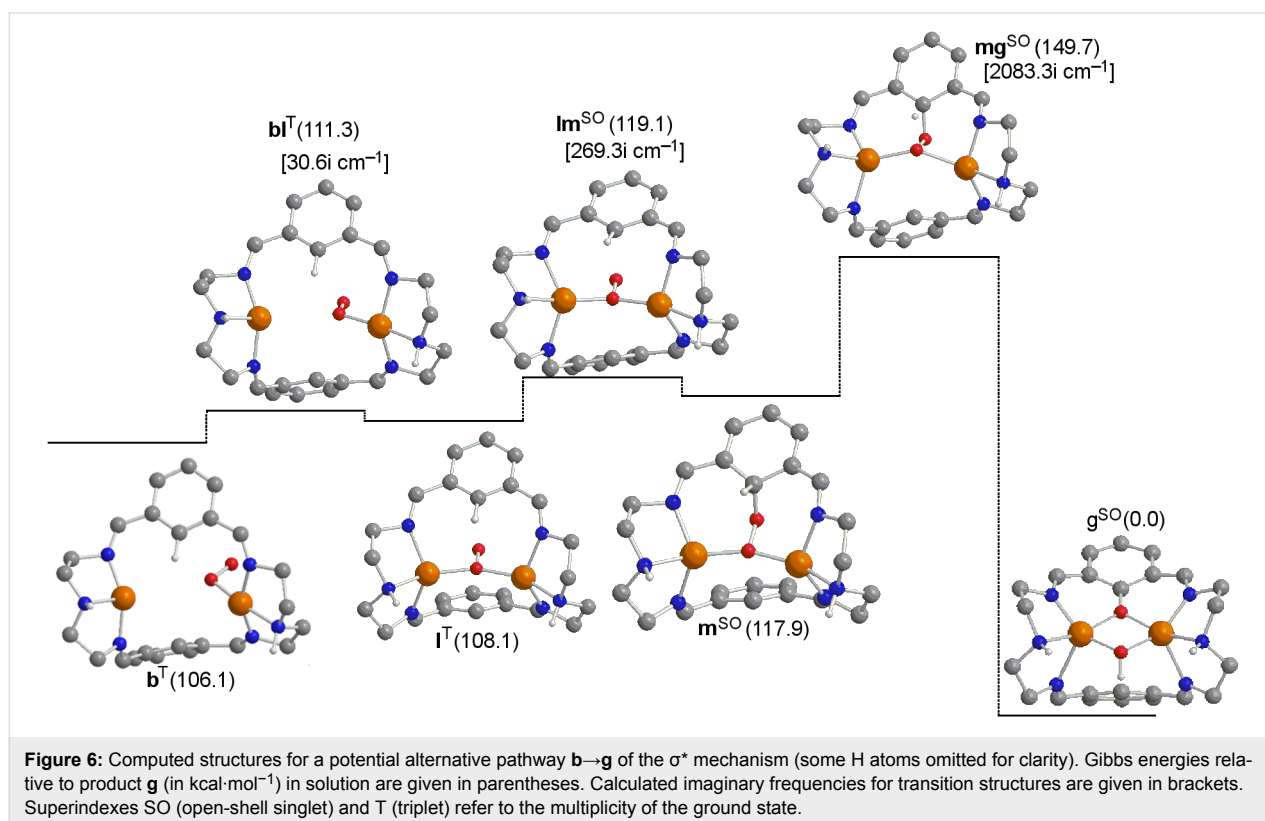 mg^SO (149.7)
[2083.3i cm⁻¹]
bl^T (111.3)
[30.6i cm⁻¹]
lm^SO (119.1)
[269.3i cm⁻¹]
b^T (106.1)
l^T (108.1)
m^SO (117.9)
g^SO (0.0)
Figure 6: Computed structures for a potential alternative pathway b→g of the σ* mechanism (some H atoms omitted for clarity). Gibbs energies rela-
tive to product g (in kcal·mol⁻¹) in solution are given in parentheses. Calculated imaginary frequencies for transition structures are given in brackets.
Superindexes SO (open-shell singlet) and T (triplet) refer to the multiplicity of the ground state.